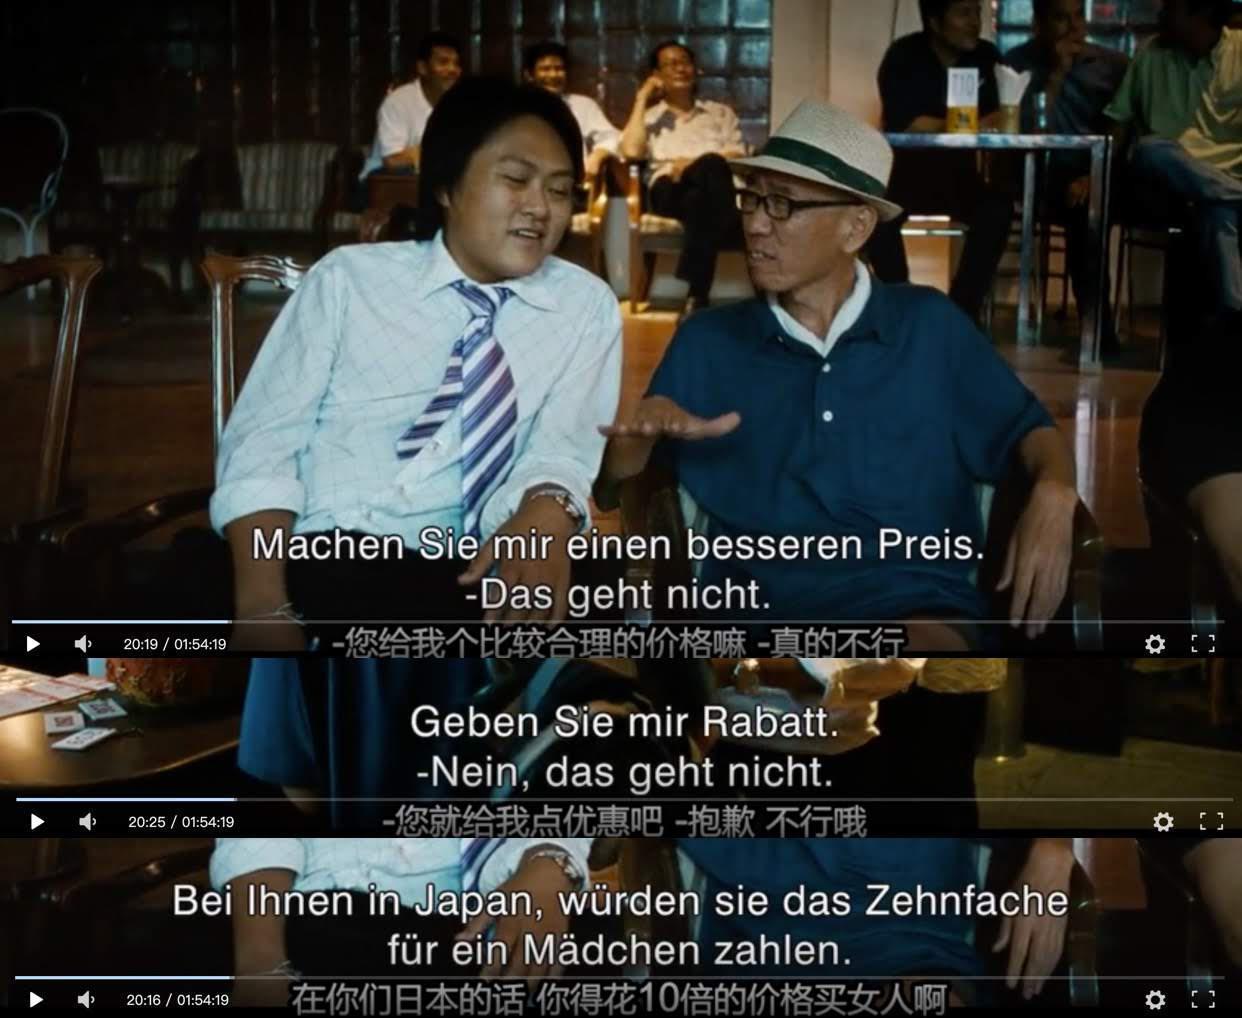 Machen Sie mir einen besseren Preis.
-Das geht nicht.
20:19 / 01:54:19
-您给我个比较合理的价格嘛 -真的不行
Geben Sie mir Rabatt.
-Nein, das geht nicht.
20:25 / 01:54:19
-您就给我点优惠吧 -抱歉 不行哦
Bei Ihnen in Japan, würden sie das Zehnfache
für ein Mädchen zahlen.
20:16 / 01:54:19
在你们日本的话 你得花10倍的价格买女人啊